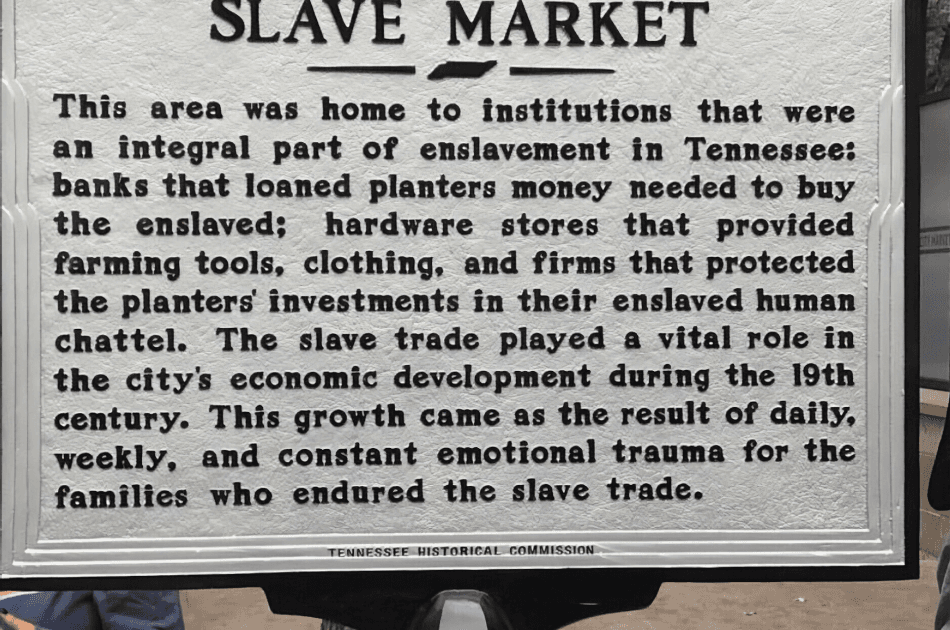 SLAVE MARKET
This area was home to institutions that were
an integral part of enslavement in Tennessee:
banks that loaned planters money needed to buy
the enslaved; hardware stores that provided
farming tools, clothing, and firms that protected
the planters' investments in their enslaved human
chattel. The slave trade played a vital role in
the city's economic development during the 19th
century. This growth came as the result of daily,
weekly, and constant emotional trauma for the
families who endured the slave trade.
TENNESSEE HISTORICAL COMMISSION